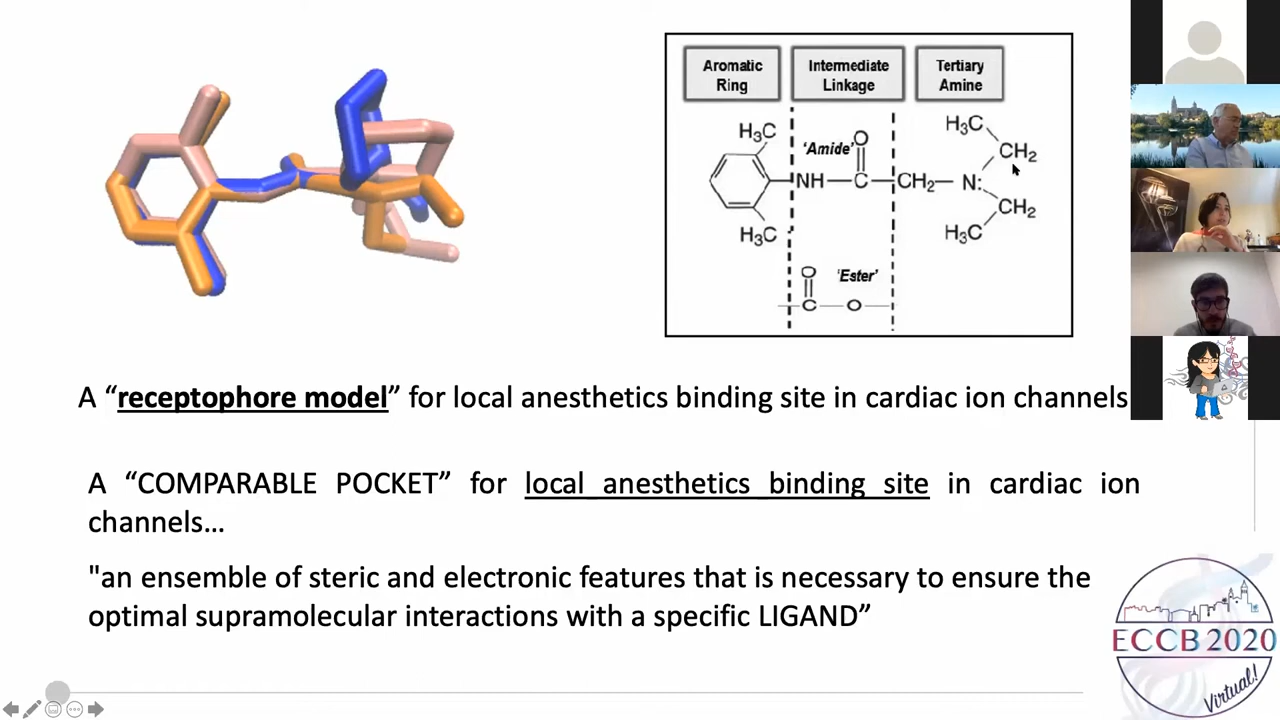 Aromatic
Ring
Intermediate
Linkage
Tertiary
Amine
H₃C
'Amide'
O
NH
C
CH₂
N:
H₃C
CH₂
CH₂
H₃C
H₃C
O
'Ester'
C
O
A “receptophore model” for local anesthetics binding site in cardiac ion channels
A “COMPARABLE POCKET” for local anesthetics binding site in cardiac ion
channels…
"an ensemble of steric and electronic features that is necessary to ensure the
optimal supramolecular interactions with a specific LIGAND”
ECCB 2020
Virtual!